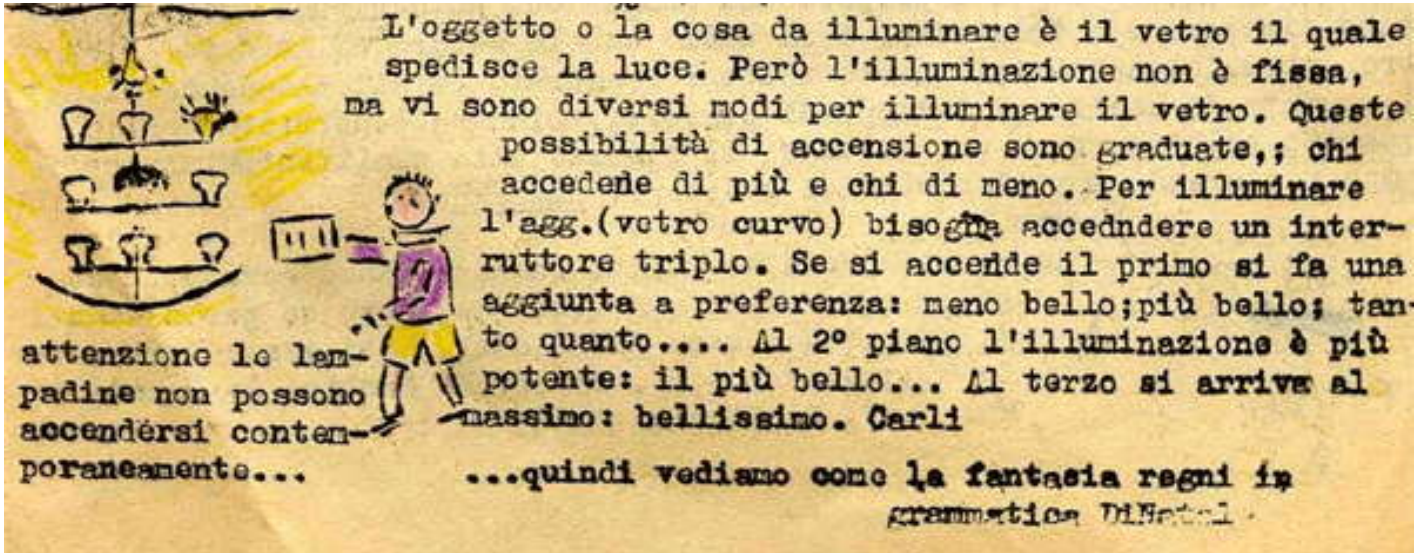 L'oggetto o la cosa da illuminare è il vetro il quale
spedisce la luce. Però l'illuminazione non è fissa,
ma vi sono diversi modi per illuminare il vetro. Queste
possibilità di accensione sono graduate,; chi
accedede di più e chi di meno. Per illuminare
l'agg.(vetro curvo) bisogna accedndere un inter-
ruttore triplo. Se si accende il primo si fa una
aggiunta a preferenza: meno bello;più bello; tan-
to quanto.... Al 2° piano l'illuminazione è più
potente: il più bello... Al terzo si arriva al
massimo: bellissimo. Carli
attenzione le lam-
padine non possono
accendersi contem-
poraneamente...
...quindi vediamo come la fantasia regni in
grammatica